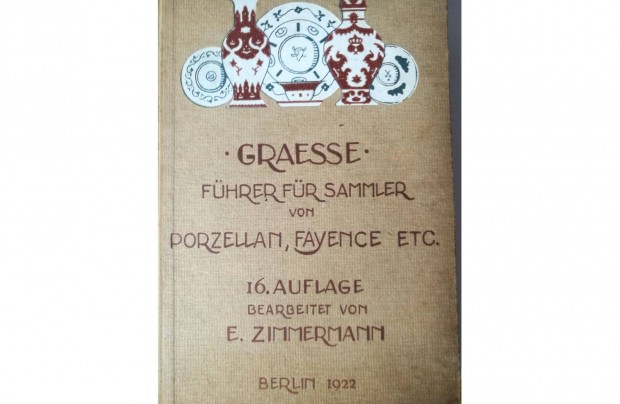 · GRAESSE ·
FÜHRER FÜR SAMMLER
VON
PORZELLAN, FAYENCE ETC.
16. AUFLAGE
BEARBEITET VON
E. ZIMMERMANN
BERLIN 1922